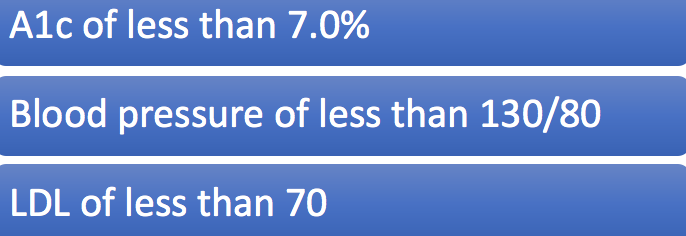 A1c of less than 7.0%
Blood pressure of less than 130/80
LDL of less than 70